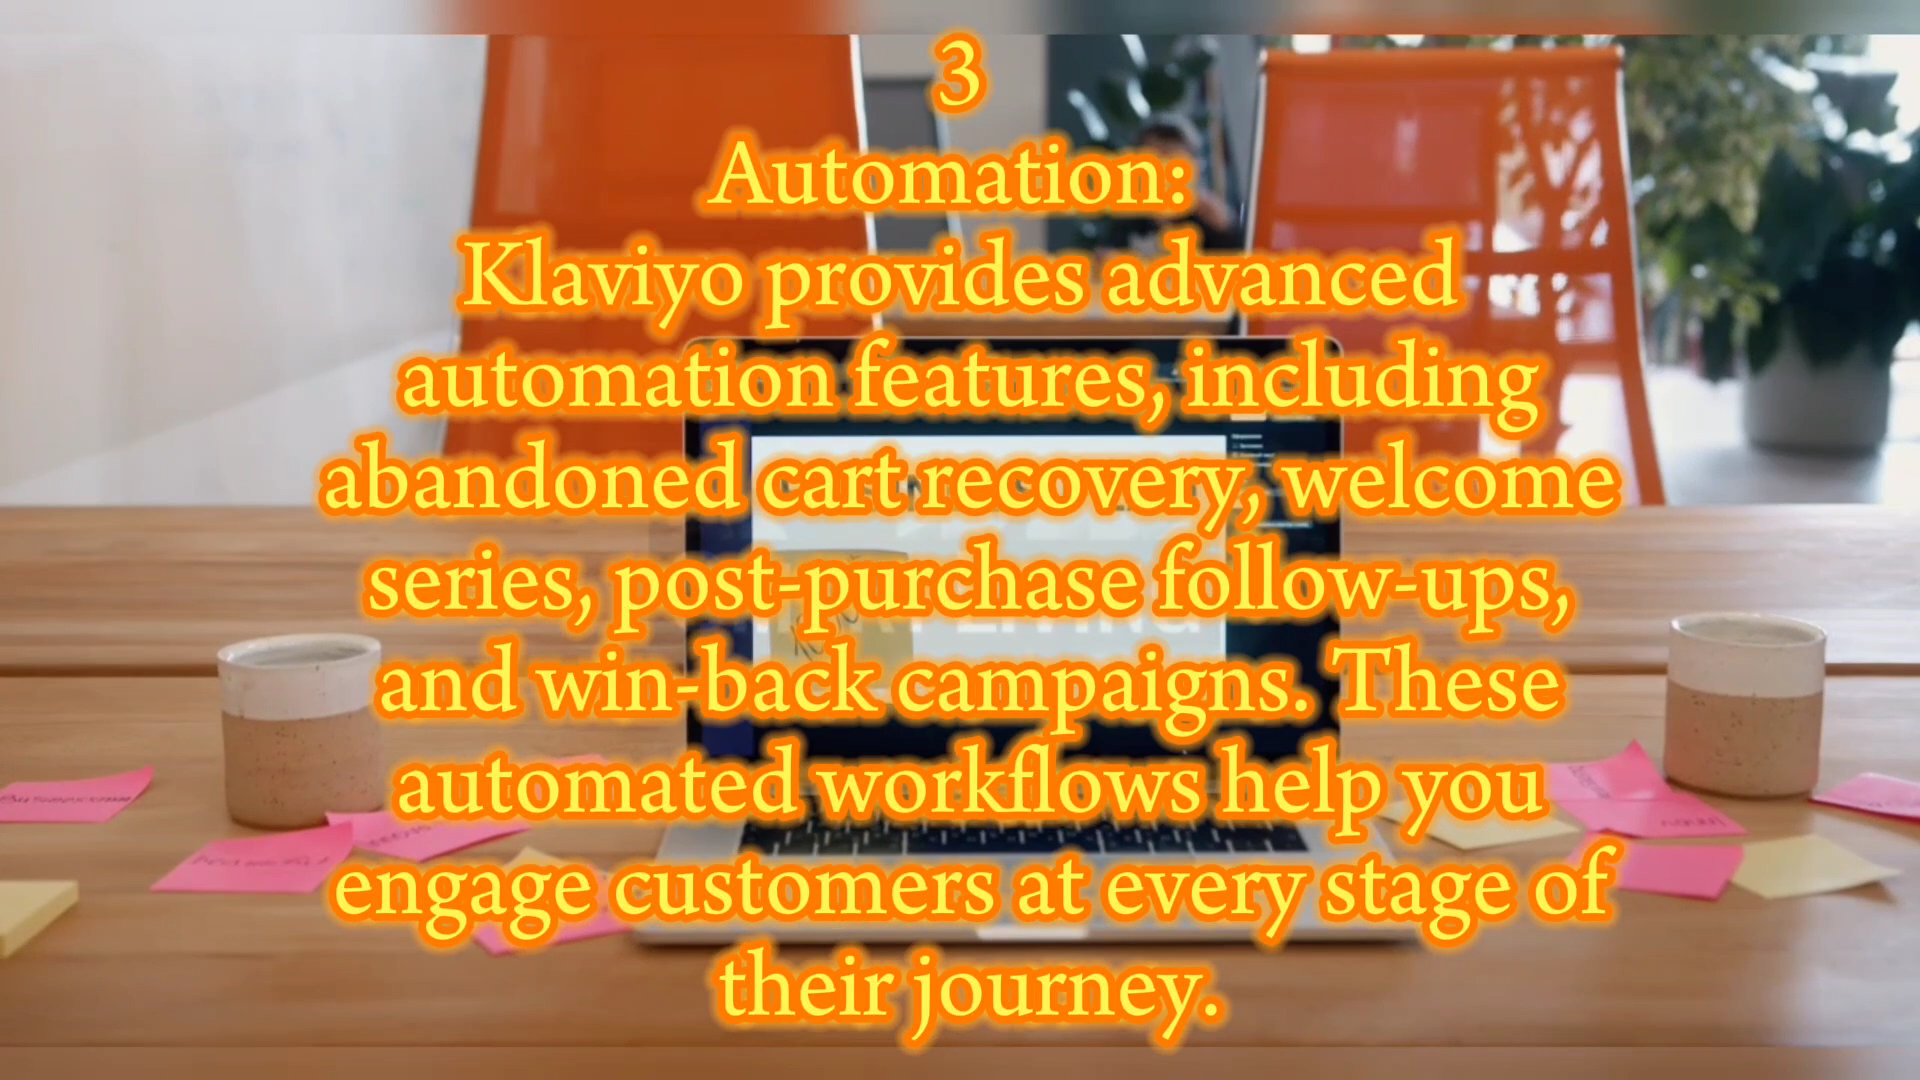 3
Automation:
Klaviyo provides advanced
automation features, including
abandoned cart recovery, welcome
series, post-purchase follow-ups,
and win-back campaigns. These
automated workflows help you
engage customers at every stage of
their journey.